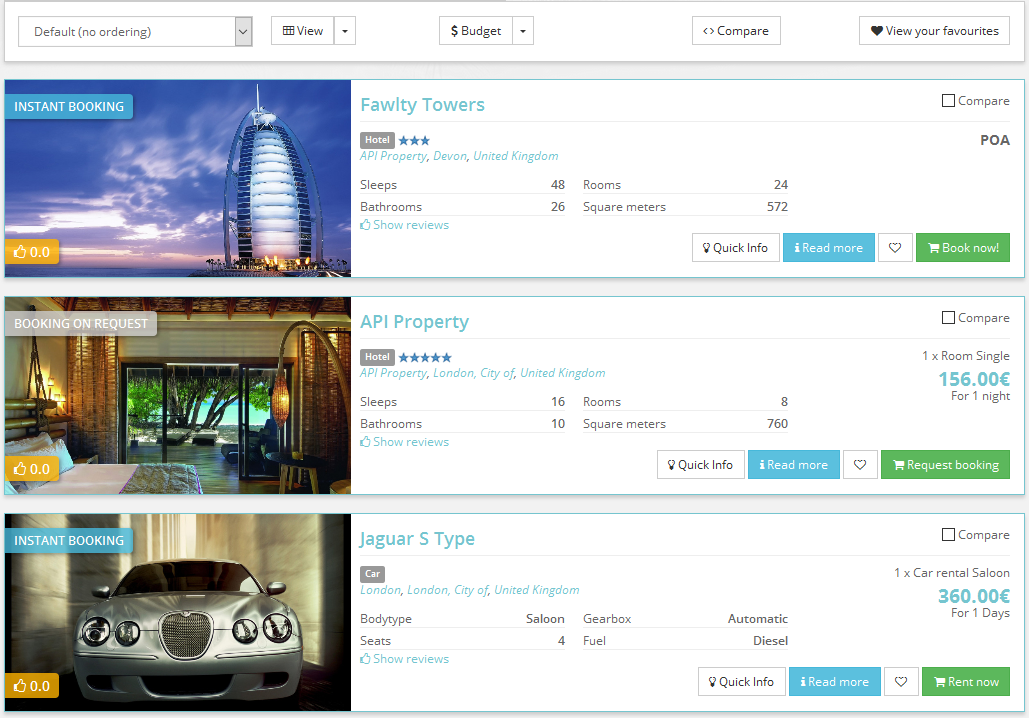 Default (no ordering)
View
$ Budget
<> Compare
View your favourites
INSTANT BOOKING
0.0
Fawlty Towers
Compare
Hotel
POA
API Property, Devon, United Kingdom
Sleeps 48 Rooms 24
Bathrooms 26 Square meters 572
Show reviews
Quick Info
Read more
Book now!
BOOKING ON REQUEST
0.0
API Property
Compare
Hotel
1 x Room Single
API Property, London, City of, United Kingdom
156.00€
For 1 night
Sleeps 16 Rooms 8
Bathrooms 10 Square meters 760
Show reviews
Quick Info
Read more
Request booking
INSTANT BOOKING
0.0
Jaguar S Type
Compare
Car
1 x Car rental Saloon
London, London, City of, United Kingdom
360.00€
For 1 Days
Bodytype Saloon Gearbox Automatic
Seats 4 Fuel Diesel
Show reviews
Quick Info
Read more
Rent now